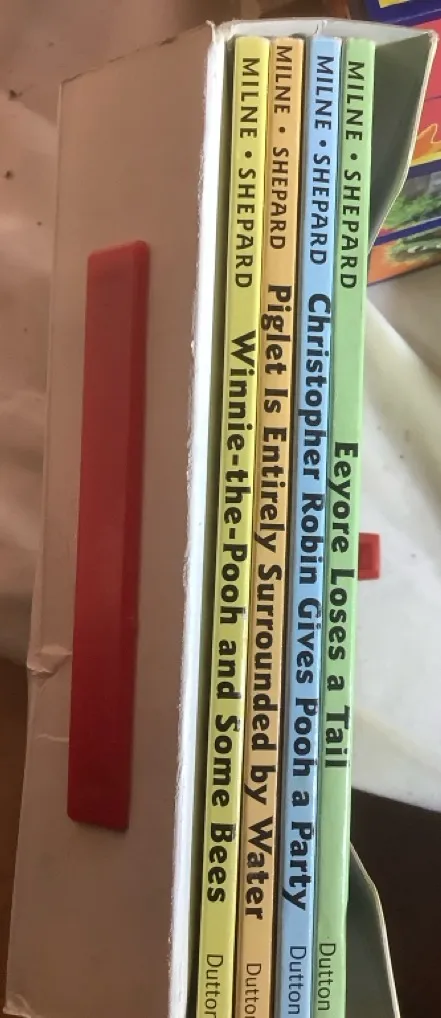 MILNE • SHEPARD Winnie-the-Pooh and Some Bees Dutton
MILNE • SHEPARD Piglet Is Entirely Surrounded by Water Dutton
MILNE • SHEPARD Christopher Robin Gives Pooh a Party Dutton
MILNE • SHEPARD Eeyore Loses a Tail Dutton